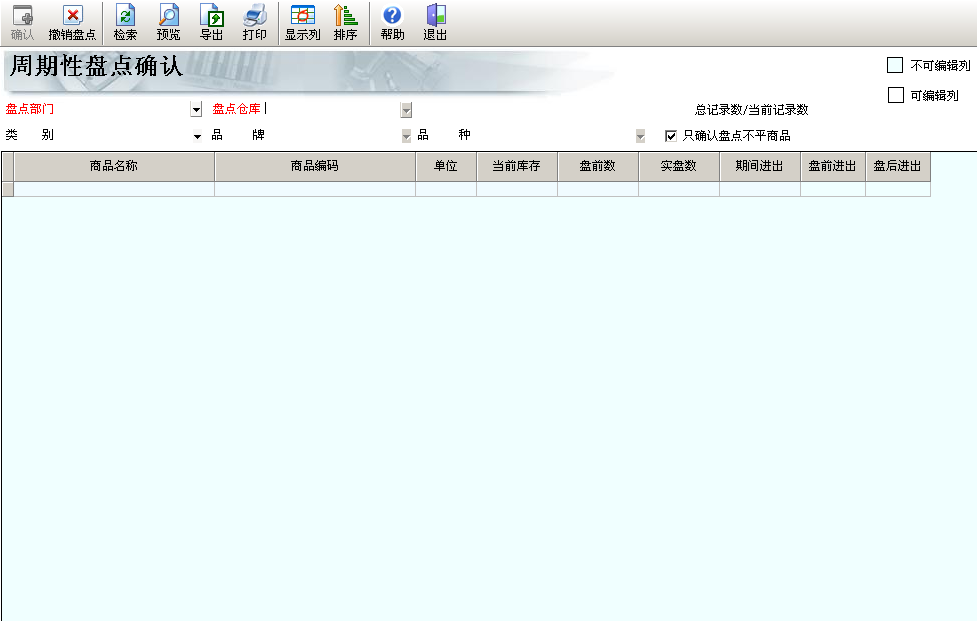 确认 撤销盘点 检索 预览 导出 打印 显示列 排序 帮助 退出
周期性盘点确认
不可编辑列
可编辑列
盘点部门 盘点仓库 总记录数/当前记录数
类 别 品 牌 品 种 只确认盘点不平商品
商品名称 商品编码 单位 当前库存 盘前数 实盘数 期间进出 盘前进出 盘后进出